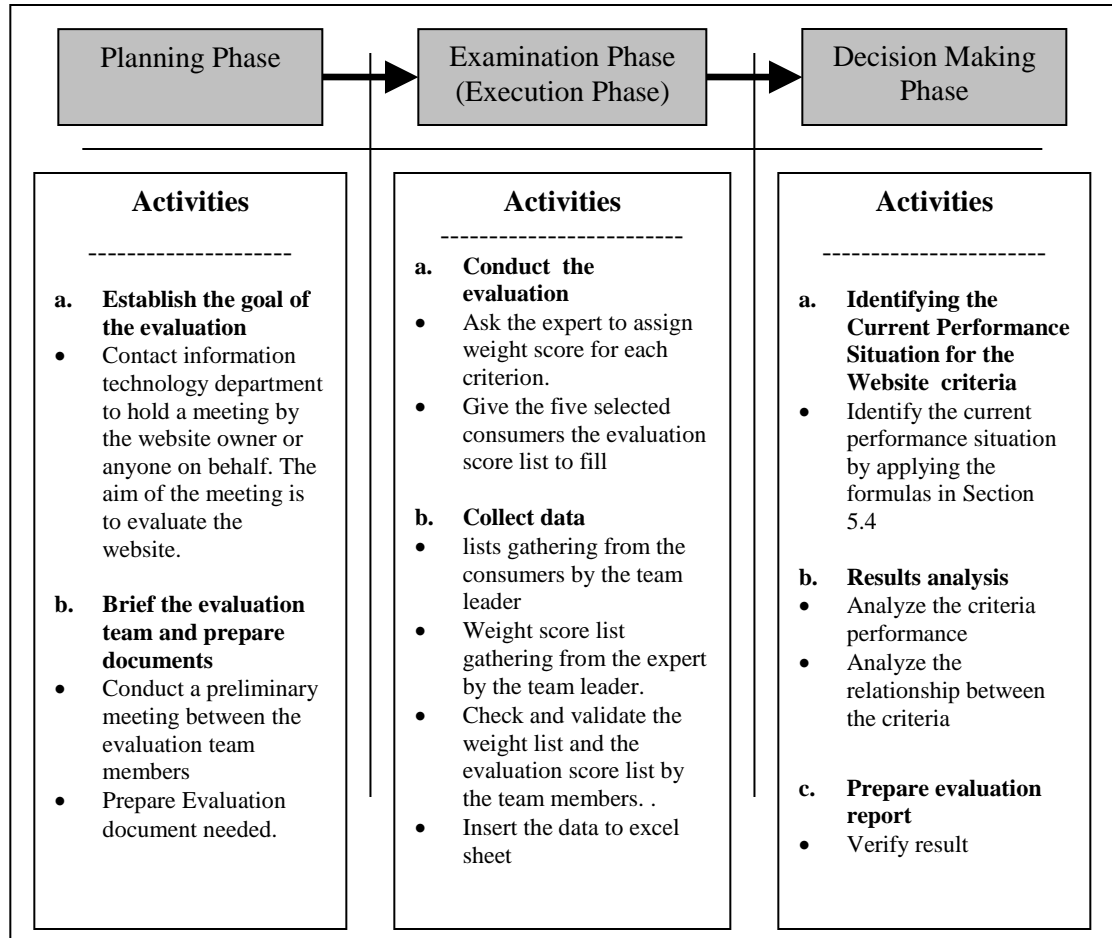 Planning Phase
Examination Phase
(Execution Phase)
Decision Making
Phase
Activities
----------------------
a. Establish the goal of
the evaluation
• Contact information
technology department
to hold a meeting by
the website owner or
anyone on behalf. The
aim of the meeting is
to evaluate the
website.
b. Brief the evaluation
team and prepare
documents
• Conduct a preliminary
meeting between the
evaluation team
members
• Prepare Evaluation
document needed.
Activities
--------------------------
a. Conduct the
evaluation
• Ask the expert to assign
weight score for each
criterion.
• Give the five selected
consumers the evaluation
score list to fill
b. Collect data
• lists gathering from the
consumers by the team
leader
• Weight score list
gathering from the expert
by the team leader.
• Check and validate the
weight list and the
evaluation score list by
the team members. .
• Insert the data to excel
sheet
Activities
------------------------
a. Identifying the
Current Performance
Situation for the
Website criteria
• Identify the current
performance situation
by applying the
formulas in Section
5.4
b. Results analysis
• Analyze the criteria
performance
• Analyze the
relationship between
the criteria
c. Prepare evaluation
report
• Verify result